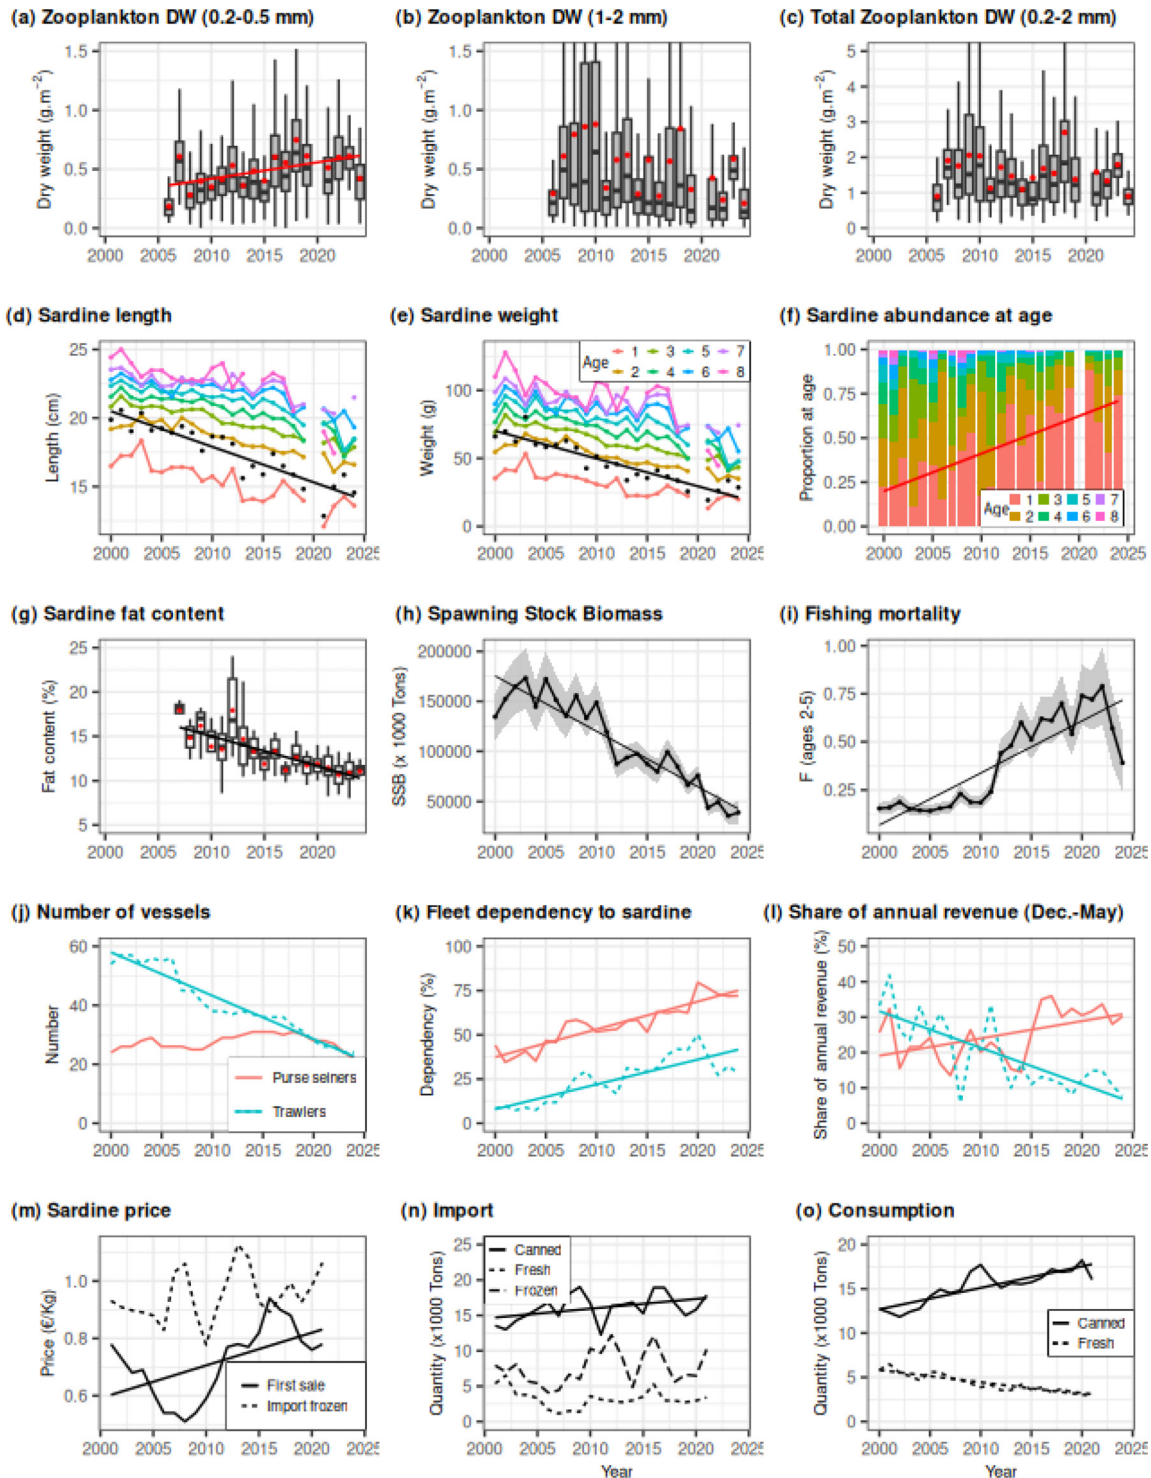 (a) Zooplankton DW (0.2-0.5 mm)
(b) Zooplankton DW (1-2 mm)
(c) Total Zooplankton DW (0.2-2 mm)
Dry weight (g.m⁻²)
1.5
1.0
0.5
0.0
2000 2005 2010 2015 2020
Dry weight (g.m⁻²)
1.5
1.0
0.5
0.0
2000 2005 2010 2015 2020
Dry weight (g.m⁻²)
5
4
3
2
1
0
2000 2005 2010 2015 2020
(d) Sardine length
(e) Sardine weight
(f) Sardine abundance at age
Length (cm)
25
20
15
2000 2005 2010 2015 2020 2025
Weight (g)
100
50
0
Age 1 3 5 7
2 4 6 8
2000 2005 2010 2015 2020 2025
Proportion at age
1.00
0.75
0.50
0.25
0.00
Age 1 3 5 7
2 4 6 8
2000 2005 2010 2015 2020 2025
(g) Sardine fat content
(h) Spawning Stock Biomass
(i) Fishing mortality
Fat content (%)
25
20
15
10
5
2000 2005 2010 2015 2020
SSB (x 1000 Tons)
200000
150000
100000
50000
2000 2005 2010 2015 2020 2025
F (ages 2-5)
1.00
0.75
0.50
0.25
2000 2005 2010 2015 2020 2025
(j) Number of vessels
(k) Fleet dependency to sardine
(l) Share of annual revenue (Dec.-May)
Number
60
40
20
0
Purse seiners
Trawlers
2000 2005 2010 2015 2020 2025
Dependency (%)
100
75
50
25
0
2000 2005 2010 2015 2020 2025
Share of annual revenue (%)
50
40
30
20
10
0
2000 2005 2010 2015 2020 2025
(m) Sardine price
(n) Import
(o) Consumption
Price (€/Kg)
1.0
0.8
0.6
First sale
Import frozen
2000 2005 2010 2015 2020 2025
Quantity (x1000 Tons)
25
20
15
10
5
0
Canned
Fresh
Frozen
2000 2005 2010 2015 2020 2025
Year
Quantity (x1000 Tons)
20
15
10
5
0
Canned
Fresh
2000 2005 2010 2015 2020 2025
Year